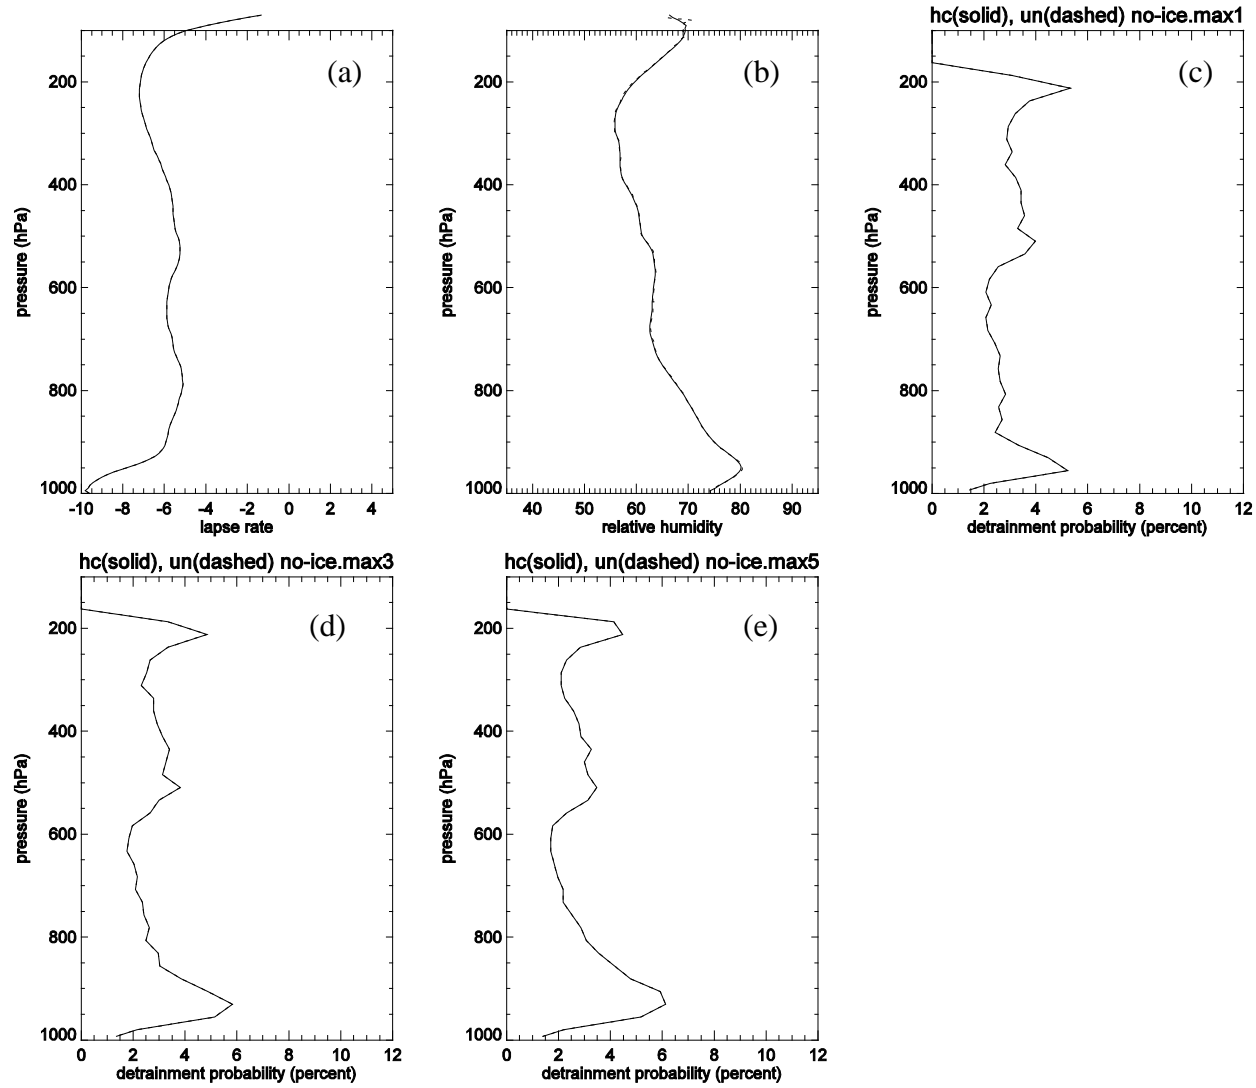 hc(solid), un(dashed) no-ice.max1
(a)
(b)
(c)
200
400
600
800
1000
pressure (hPa)
-10 -8 -6 -4 -2 0 2 4
lapse rate
200
400
600
800
1000
pressure (hPa)
40 50 60 70 80 90
relative humidity
200
400
600
800
1000
pressure (hPa)
0 2 4 6 8 10 12
detrainment probability (percent)
hc(solid), un(dashed) no-ice.max3
(d)
200
400
600
800
1000
pressure (hPa)
0 2 4 6 8 10 12
detrainment probability (percent)
hc(solid), un(dashed) no-ice.max5
(e)
200
400
600
800
1000
pressure (hPa)
0 2 4 6 8 10 12
detrainment probability (percent)